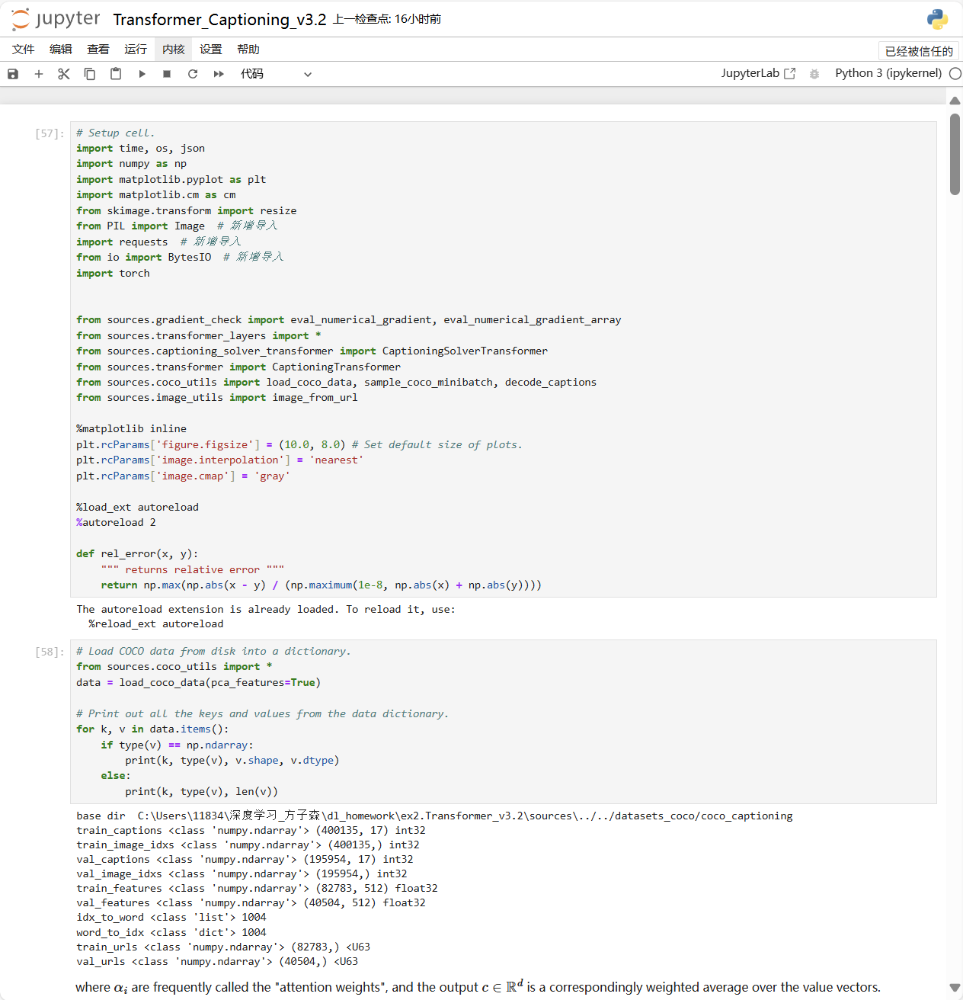 jupyter Transformer_Captioning_v3.2 上一检查点: 16小时前
文件 编辑 查看 运行 内核 设置 帮助 已经被信任的
代码 JupyterLab Python 3 (ipykernel)
[57]: # Setup cell.
import time, os, json
import numpy as np
import matplotlib.pyplot as plt
import matplotlib.cm as cm
from skimage.transform import resize
from PIL import Image  # 新增导入
import requests  # 新增导入
from io import BytesIO  # 新增导入
import torch
from sources.gradient_check import eval_numerical_gradient, eval_numerical_gradient_array
from sources.transformer_layers import *
from sources.captioning_solver_transformer import CaptioningSolverTransformer
from sources.transformer import CaptioningTransformer
from sources.coco_utils import load_coco_data, sample_coco_minibatch, decode_captions
from sources.image_utils import image_from_url
%matplotlib inline
plt.rcParams['figure.figsize'] = (10.0, 8.0) # Set default size of plots.
plt.rcParams['image.interpolation'] = 'nearest'
plt.rcParams['image.cmap'] = 'gray'
%load_ext autoreload
%autoreload 2
def rel_error(x, y):
    """ returns relative error """
    return np.max(np.abs(x - y) / (np.maximum(1e-8, np.abs(x) + np.abs(y))))
The autoreload extension is already loaded. To reload it, use:
  %reload_ext autoreload
[58]: # Load COCO data from disk into a dictionary.
from sources.coco_utils import *
data = load_coco_data(pca_features=True)
# Print out all the keys and values from the data dictionary.
for k, v in data.items():
    if type(v) == np.ndarray:
        print(k, type(v), v.shape, v.dtype)
    else:
        print(k, type(v), len(v))
base dir  C:\Users\11834\深度学习_方子森\dl_homework\ex2.Transformer_v3.2\sources\../../datasets_coco/coco_captioning
train_captions <class 'numpy.ndarray'> (400135, 17) int32
train_image_idxs <class 'numpy.ndarray'> (400135,) int32
val_captions <class 'numpy.ndarray'> (195954, 17) int32
val_image_idxs <class 'numpy.ndarray'> (195954,) int32
train_features <class 'numpy.ndarray'> (82783, 512) float32
val_features <class 'numpy.ndarray'> (40504, 512) float32
idx_to_word <class 'list'> 1004
word_to_idx <class 'dict'> 1004
train_urls <class 'numpy.ndarray'> (82783,) <U63
val_urls <class 'numpy.ndarray'> (40504,) <U63
where αᵢ are frequently called the "attention weights", and the output c ∈ ℝᵈ is a correspondingly weighted average over the value vectors.